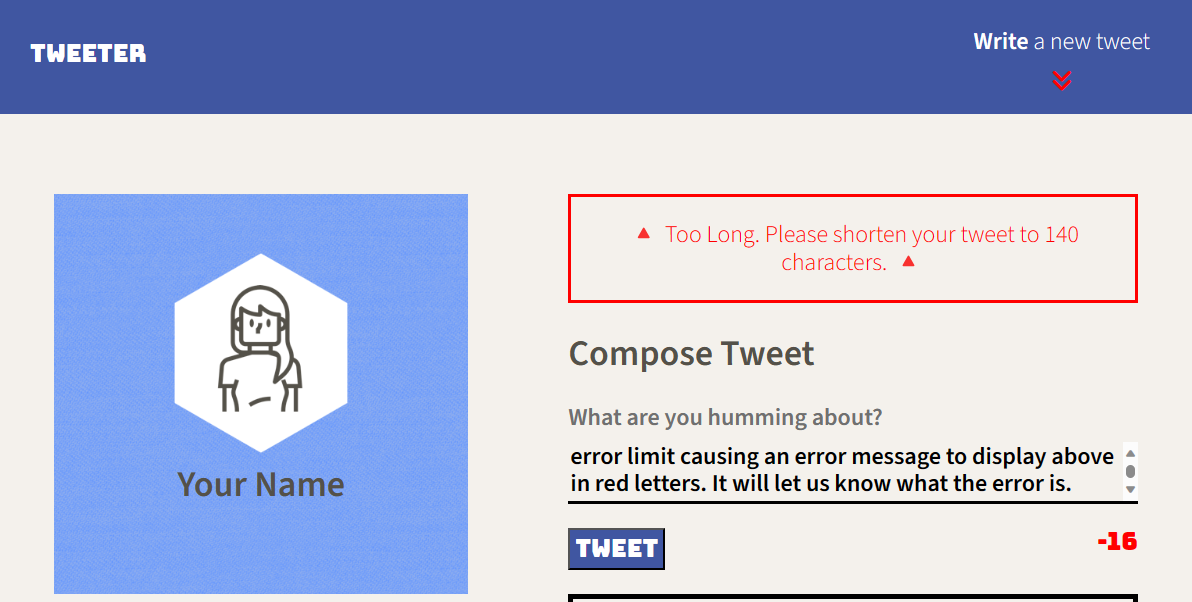 TWEETER
Write a new tweet
Too Long. Please shorten your tweet to 140
characters.
Your Name
Compose Tweet
What are you humming about?
error limit causing an error message to display above
in red letters. It will let us know what the error is.
TWEET
-16